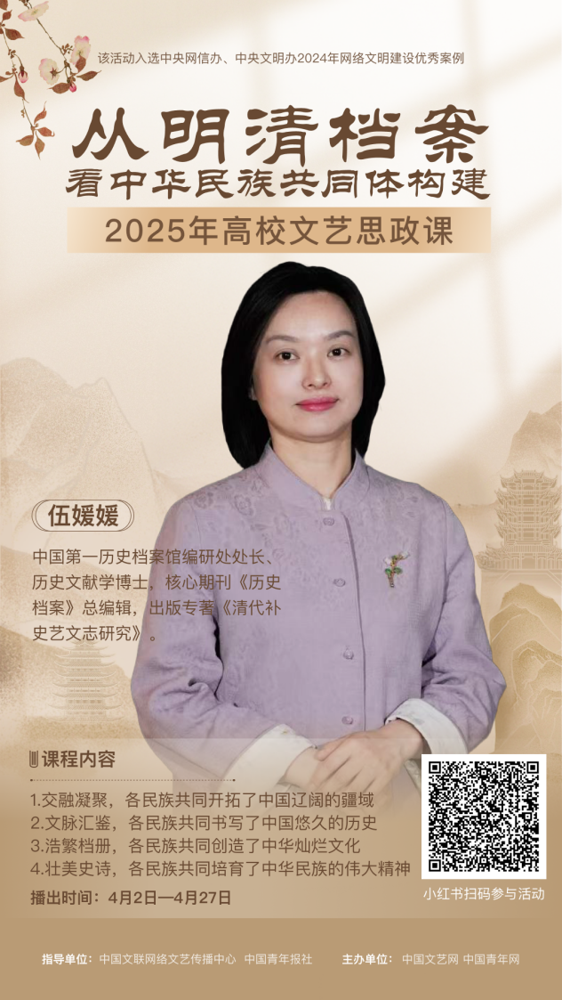 该活动入选中央网信办、中央文明办2024年网络文明建设优秀案例
从明清档案
看中华民族共同体构建
2025年高校文艺思政课
伍媛媛
中国第一历史档案馆编研处处长、
历史文献学博士，核心期刊《历史
档案》总编辑，出版专著《清代补
史艺文志研究》。
课程内容
1.交融凝聚，各民族共同开拓了中国辽阔的疆域
2.文脉汇鉴，各民族共同书写了中国悠久的历史
3.浩繁档册，各民族共同创造了中华灿烂文化
4.壮美史诗，各民族共同培育了中华民族的伟大精神
播出时间：4月2日—4月27日
小红书扫码参与活动
指导单位：中国文联网络文艺传播中心 中国青年报社 主办单位：中国文艺网 中国青年网